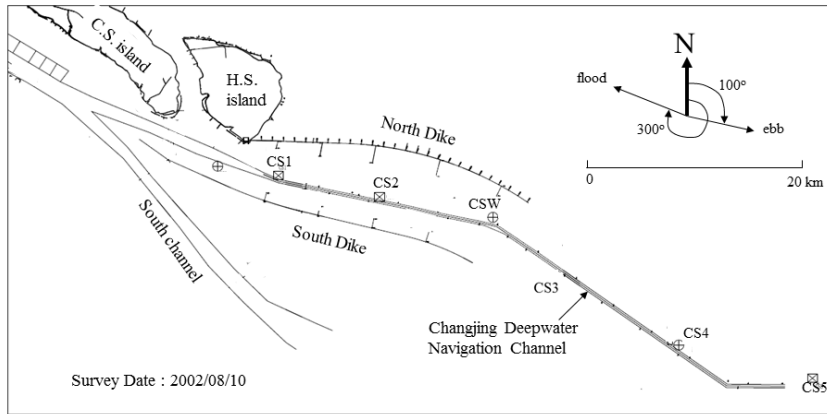 C.S. island
H.S.
island
N
flood
100°
300°
ebb
0
20 km
North Dike
CS1
CS2
CSW
South Dike
South channel
CS3
Changjing Deepwater
Navigation Channel
CS4
CS5
Survey Date : 2002/08/10